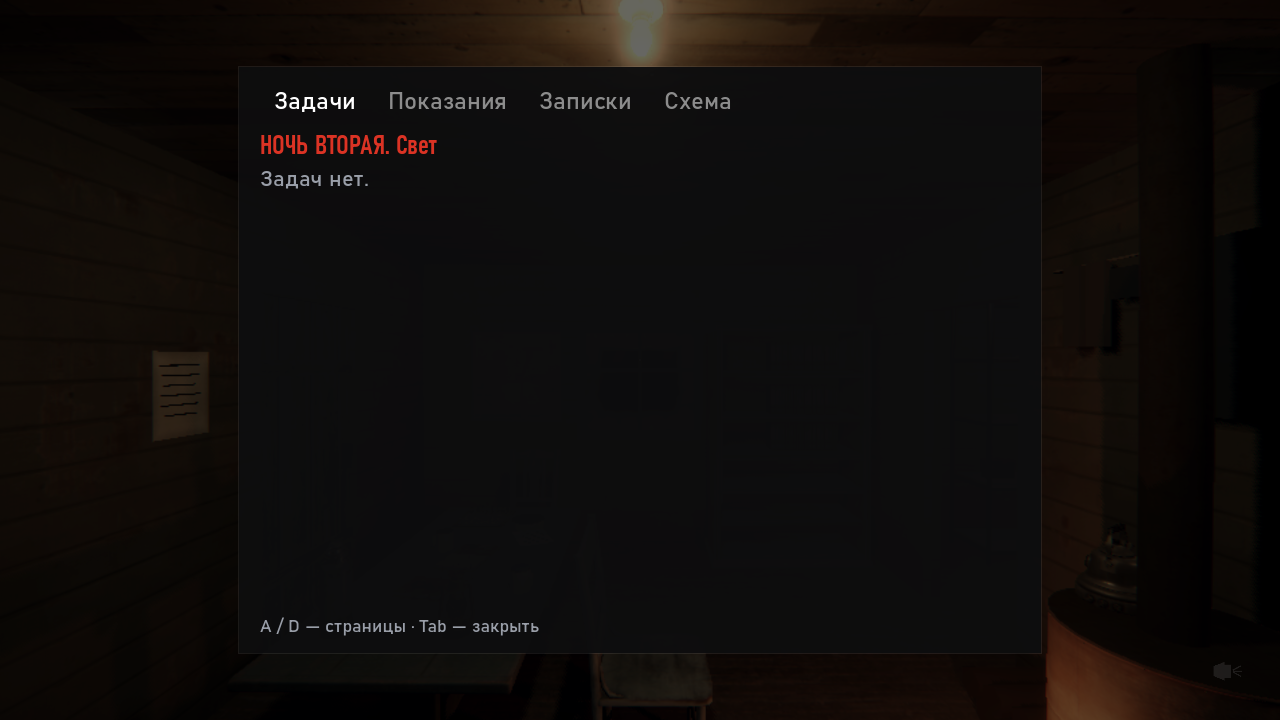 Задачи Показания Записки Схема
НОЧЬ ВТОРАЯ. Свет
Задач нет.
A / D — страницы · Tab — закрыть